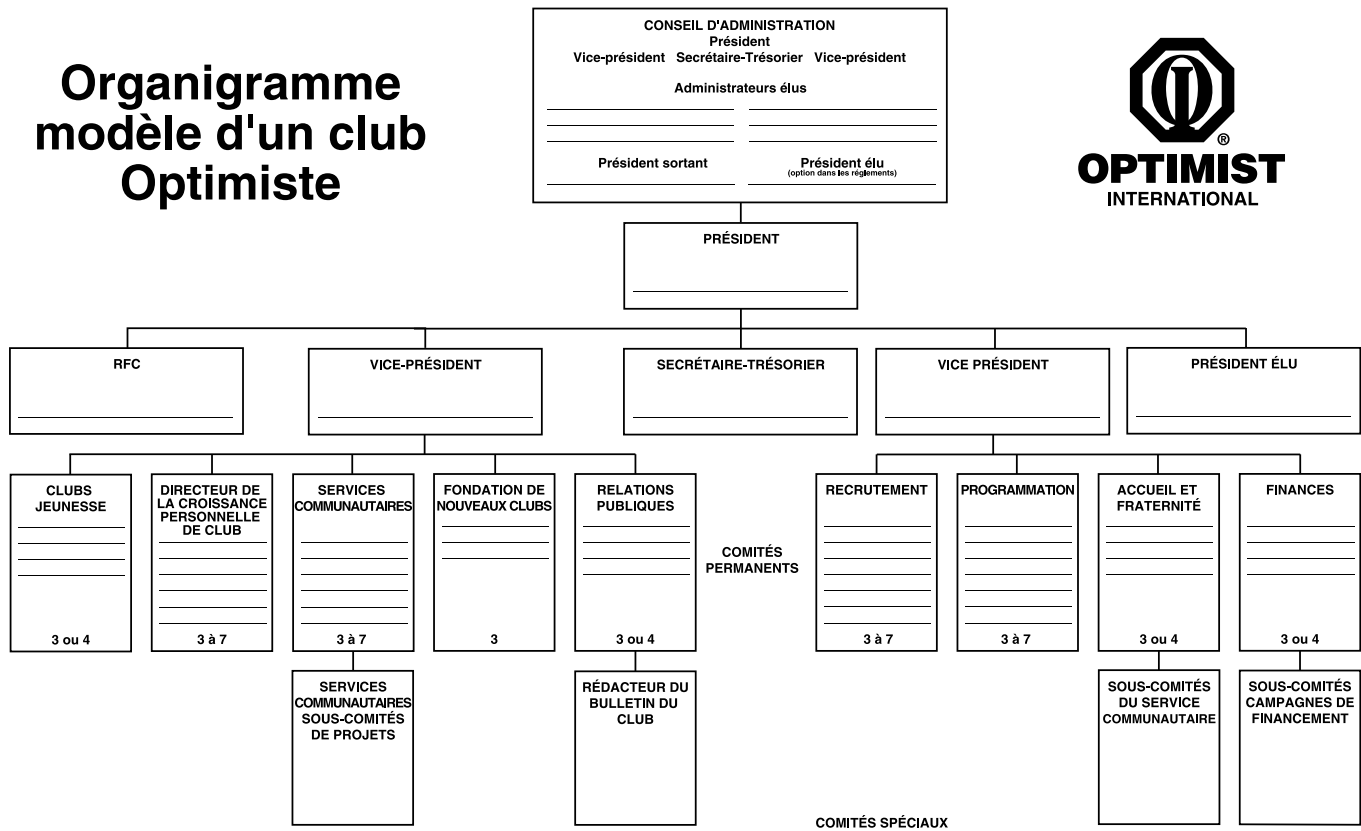 Organigramme
modèle d'un club
Optimiste
CONSEIL D'ADMINISTRATION
Président
Vice-président Secrétaire-Trésorier Vice-président
Administrateurs élus
Président sortant
Président élu
(option dans les réglements)
®
OPTIMIST
INTERNATIONAL
PRÉSIDENT
RFC
VICE-PRÉSIDENT
SECRÉTAIRE-TRÉSORIER
VICE PRÉSIDENT
PRÉSIDENT ÉLU
CLUBS
JEUNESSE
3 ou 4
DIRECTEUR DE
LA CROISSANCE
PERSONNELLE
DE CLUB
3 à 7
SERVICES
COMMUNAUTAIRES
3 à 7
FONDATION DE
NOUVEAUX CLUBS
3
RELATIONS
PUBLIQUES
3 ou 4
COMITÉS
PERMANENTS
RECRUTEMENT
3 à 7
PROGRAMMATION
3 à 7
ACCUEIL ET
FRATERNITÉ
3 ou 4
FINANCES
3 ou 4
SERVICES
COMMUNAUTAIRES
SOUS-COMITÉS
DE PROJETS
RÉDACTEUR DU
BULLETIN DU
CLUB
SOUS-COMITÉS
DU SERVICE
COMMUNAUTAIRE
SOUS-COMITÉS
CAMPAGNES DE
FINANCEMENT
COMITÉS SPÉCIAUX